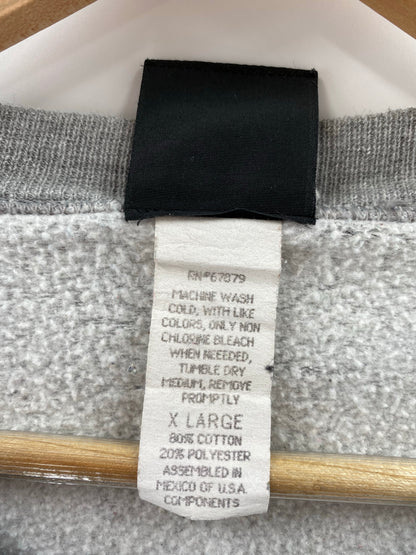 RN#67879
MACHINE WASH
COLD, WITH LIKE
COLORS, ONLY NON
CHLORINE BLEACH
WHEN NEEDED,
TUMBLE DRY
MEDIUM, REMOVE
PROMPTLY
X LARGE
80% COTTON
20% POLYESTER
ASSEMBLED IN
MEXICO OF U.S.A.
COMPONENTS